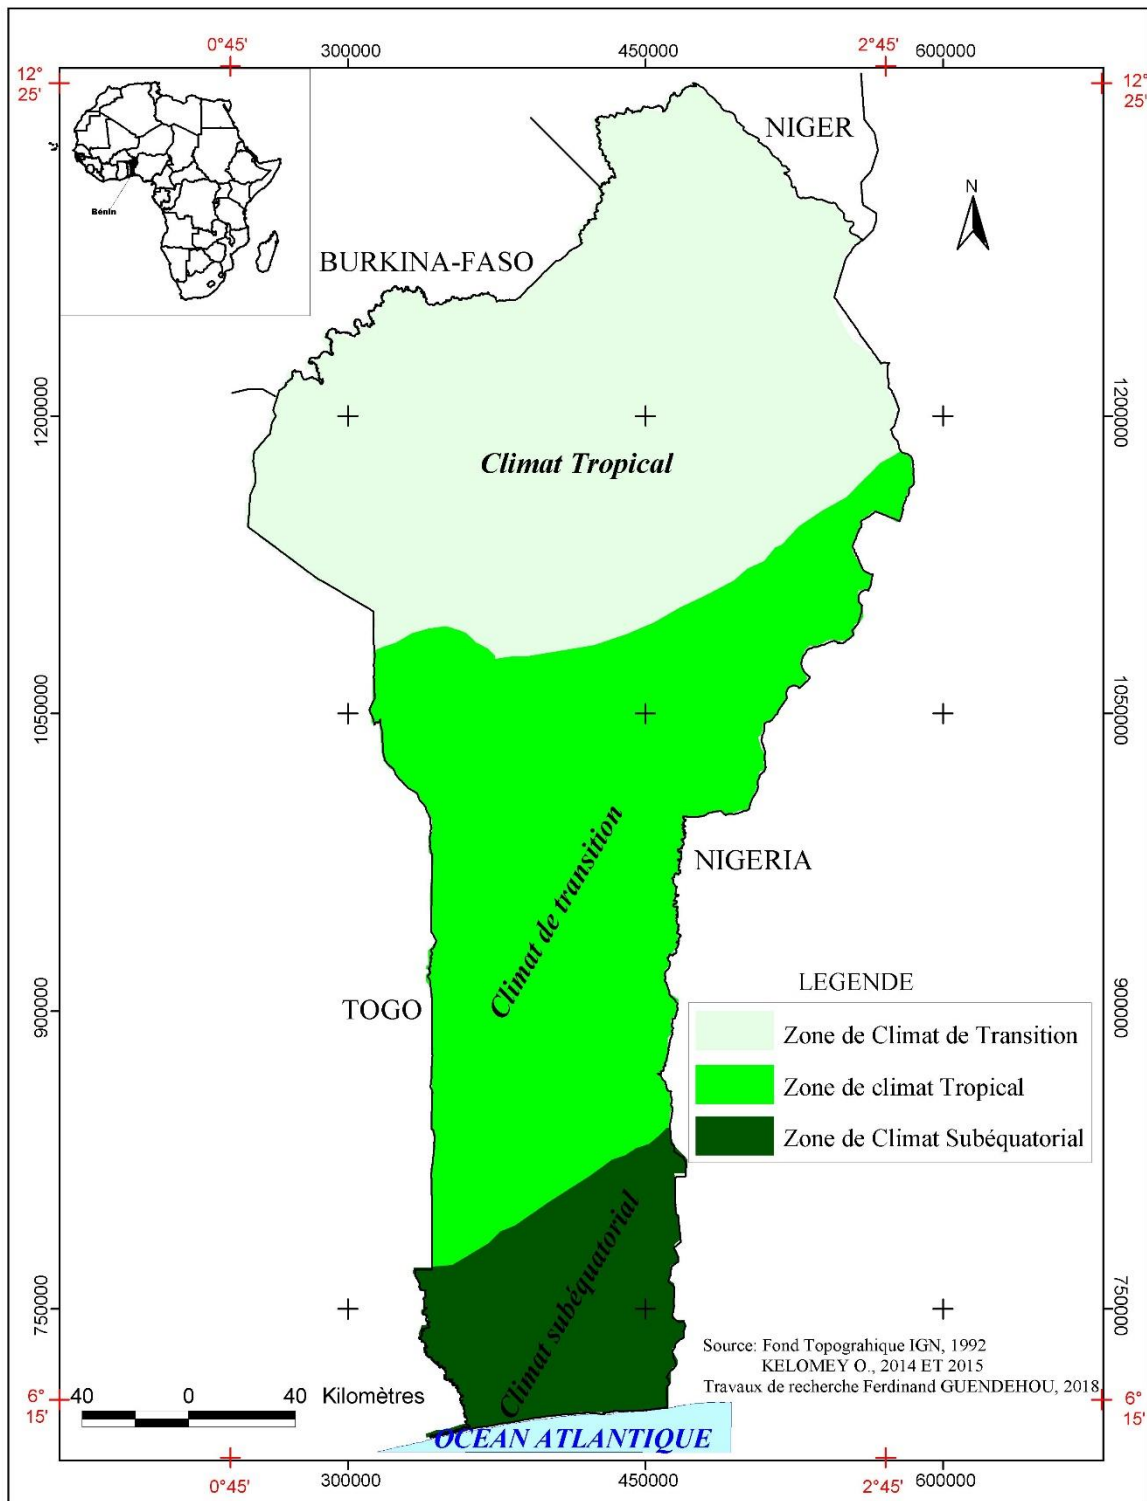 0°45'
300000
450000
2°45'
600000
12°
25'
12°
25'
Bénin
NIGER
N
BURKINA-FASO
1200000
1200000
Climat Tropical
1050000
1050000
Climat de transition
NIGERIA
TOGO
900000
900000
LEGENDE
Zone de Climat de Transition
Zone de climat Tropical
Zone de Climat Subéquatorial
Climat subéquatorial
750000
750000
Source: Fond Topograhique IGN, 1992
KELOMEY O., 2014 ET 2015
Travaux de recherche Ferdinand GUENDEHOU, 2018
40 0 40 Kilomètres
6°
15'
6°
15'
OCEAN ATLANTIQUE
0°45'
300000
450000
2°45'
600000